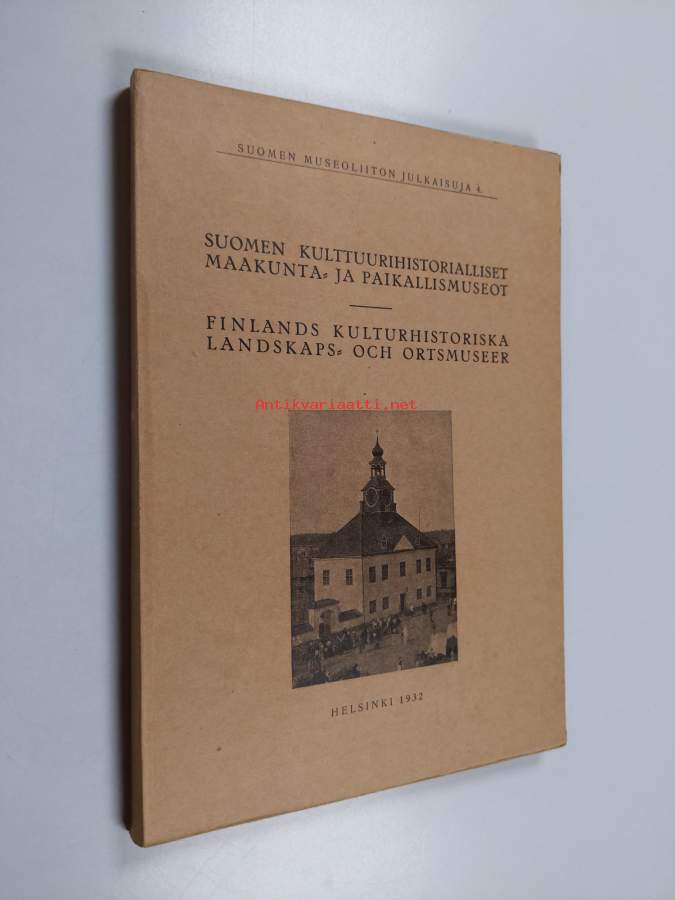 SUOMEN MUSEOLIITON JULKAISUJA 4.
SUOMEN KULTTUURIHISTORIALLISET
MAAKUNTA- JA PAIKALLISMUSEOT
FINLANDS KULTURHISTORISKA
LANDSKAPS- OCH ORTSMUSEER
Antikvariaatti.net
HELSINKI 1932